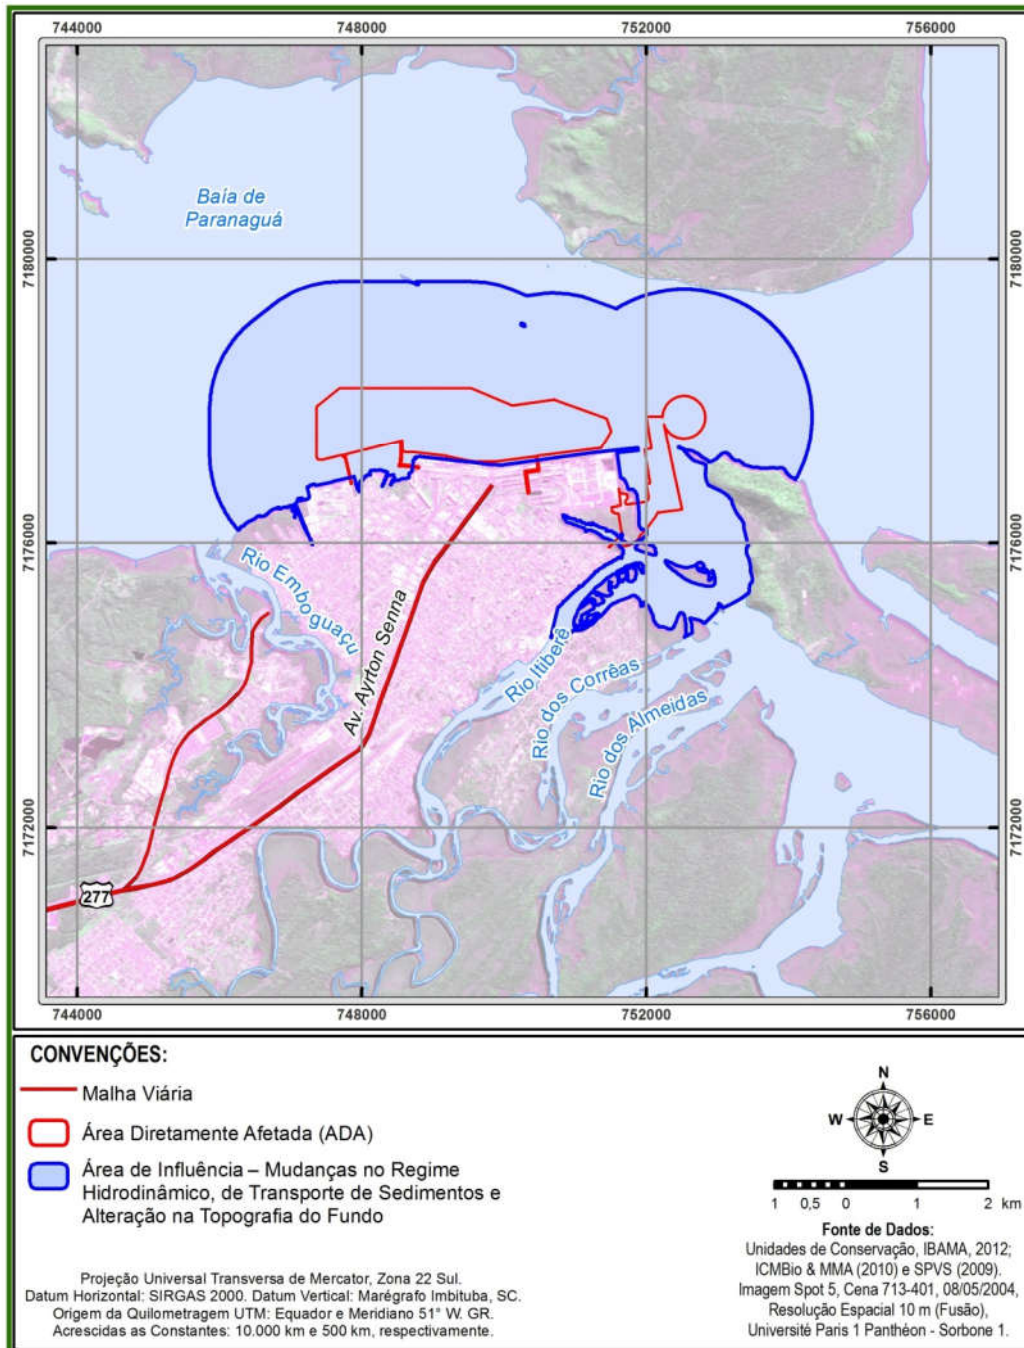 744000 748000 752000 756000
Baía de
Paranaguá
7180000 7180000
7176000 7176000
Rio Emboguaçu
Av. Ayrton Senna
Rio Itiberê
Rio dos Corrêas
Rio dos Almeidas
7172000 7172000
277
744000 748000 752000 756000
CONVENÇÕES:
Malha Viária
Área Diretamente Afetada (ADA)
Área de Influência – Mudanças no Regime
Hidrodinâmico, de Transporte de Sedimentos e
Alteração na Topografia do Fundo
N
W E
S
1 0,5 0 1 2 km
Projeção Universal Transversa de Mercator, Zona 22 Sul.
Datum Horizontal: SIRGAS 2000. Datum Vertical: Marégrafo Imbituba, SC.
Origem da Quilometragem UTM: Equador e Meridiano 51° W. GR.
Acrescidas as Constantes: 10.000 km e 500 km, respectivamente.
Fonte de Dados:
Unidades de Conservação, IBAMA, 2012;
ICMBio & MMA (2010) e SPVS (2009).
Imagem Spot 5, Cena 713-401, 08/05/2004,
Resolução Espacial 10 m (Fusão),
Université Paris 1 Panthéon - Sorbone 1.